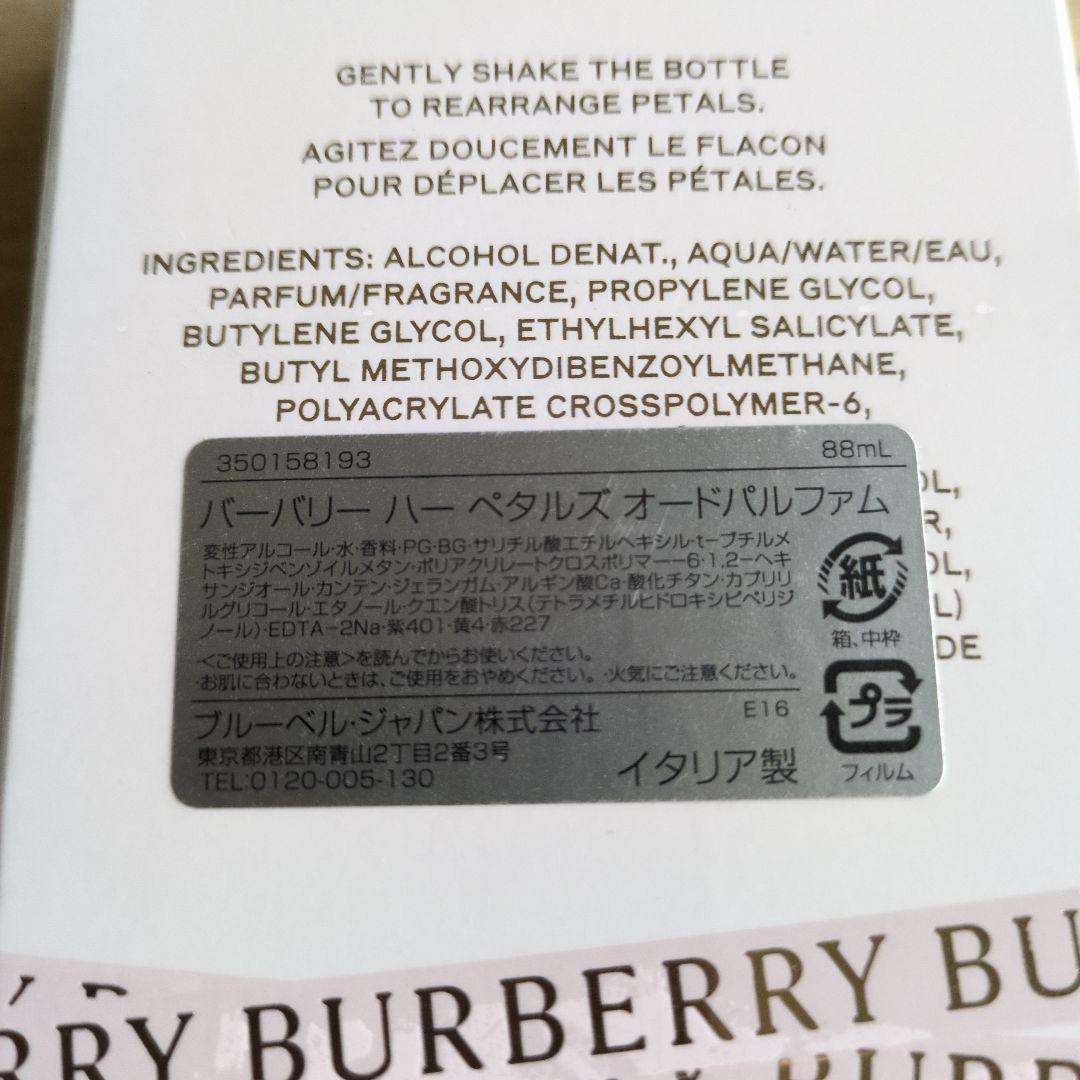 GENTLY SHAKE THE BOTTLE
TO REARRANGE PETALS.
AGITEZ DOUCEMENT LE FLACON
POUR DÉPLACER LES PÉTALES.
INGREDIENTS: ALCOHOL DENAT., AQUA/WATER/EAU,
PARFUM/FRAGRANCE, PROPYLENE GLYCOL,
BUTYLENE GLYCOL, ETHYLHEXYL SALICYLATE,
BUTYL METHOXYDIBENZOYLMETHANE,
POLYACRYLATE CROSSPOLYMER-6,
350158193 88mL
バーバリー ハー ペタルズ オードパルファム
変性アルコール・水・香料・PG・BG・サリチル酸エチルヘキシル・t-ブチルメ
トキシジベンゾイルメタン・ポリアクリレートクロスポリマー-6・1,2-ヘキ
サンジオール・カンテン・ジェランガム・アルギン酸Ca・酸化チタン・カプリリ
ルグリコール・エタノール・クエン酸トリス(テトラメチルヒドロキシピペリジ
ノール)・EDTA-2Na・紫401・黄4・赤227
・<ご使用上の注意>を読んでからお使いください。
・お肌に合わないときは、ご使用をおやめください。 ・火気にご注意ください。
紙
箱、中枠
プラ
フィルム
ブルーベル・ジャパン株式会社 E16
東京都港区南青山2丁目2番3号
TEL:0120-005-130
イタリア製
RRY BURBERRY BU